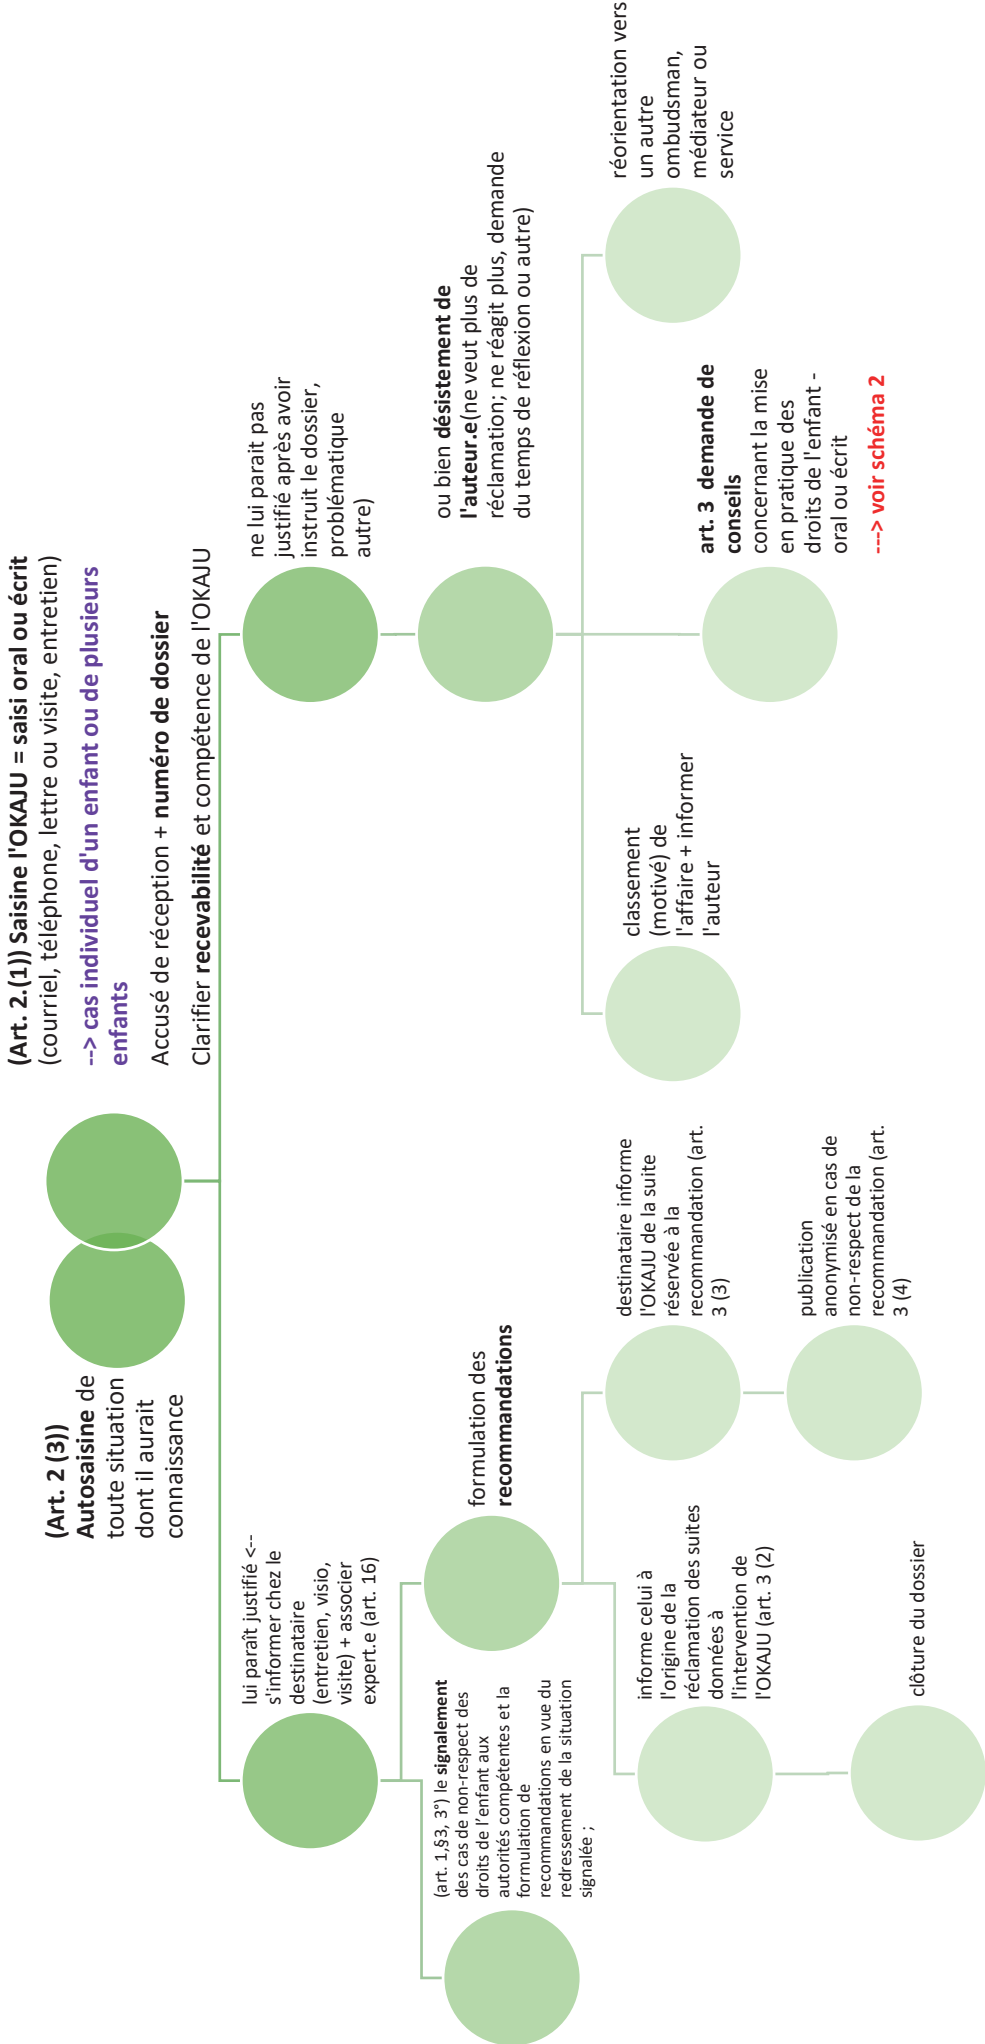 (Art. 2.(1)) Saisine l'OKAJU = saisi oral ou écrit
(courriel, téléphone, lettre ou visite, entretien)
--> cas individuel d'un enfant ou de plusieurs
enfants
Accusé de réception + numéro de dossier
Clarifier recevabilité et compétence de l'OKAJU
(Art. 2 (3))
Autosaisine de
toute situation
dont il aurait
connaissance
lui paraît justifié <--
s'informer chez le
destinataire
(entretien, visio,
visite) + associer
expert.e (art. 16)
(art. 1,§3, 3°) le signalement
des cas de non-respect des
droits de l'enfant aux
autorités compétentes et la
formulation de
recommandations en vue du
redressement de la situation
signalée ;
formulation des
recommandations
informe celui à
l'origine de la
réclamation des suites
données à
l'intervention de
l'OKAJU (art. 3 (2)
clôture du dossier
destinataire informe
l'OKAJU de la suite
réservée à la
recommandation (art.
3 (3)
publication
anonymisé en cas de
non-respect de la
recommandation (art.
3 (4)
ne lui parait pas
justifié après avoir
instruit le dossier,
problématique
autre)
ou bien désistement de
l'auteur.e(ne veut plus de
réclamation; ne réagit plus, demande
du temps de réflexion ou autre)
classement
(motivé) de
l'affaire + informer
l'auteur
art. 3 demande de
conseils
concernant la mise
en pratique des
droits de l'enfant -
oral ou écrit
---> voir schéma 2
réorientation vers
un autre
ombudsman,
médiateur ou
service